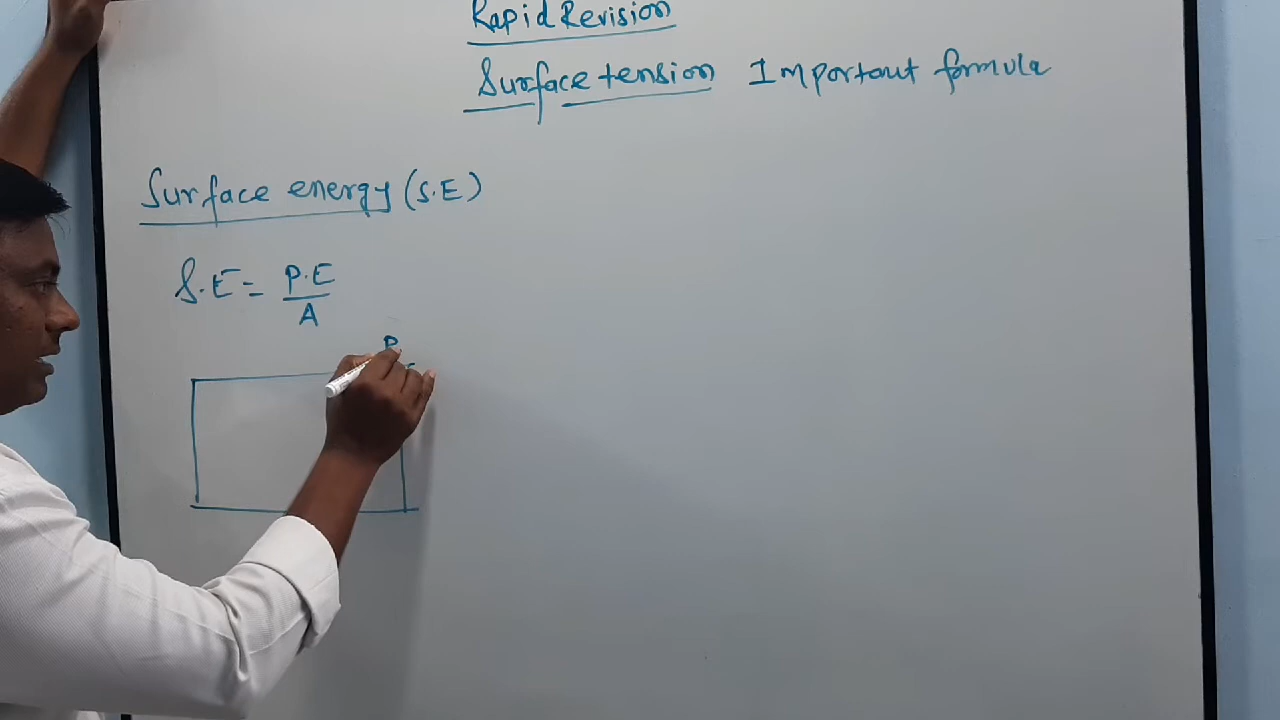 Rapid Revision
Surface tension Important formula
Surface energy (S.E)
S.E = P.E / A
P